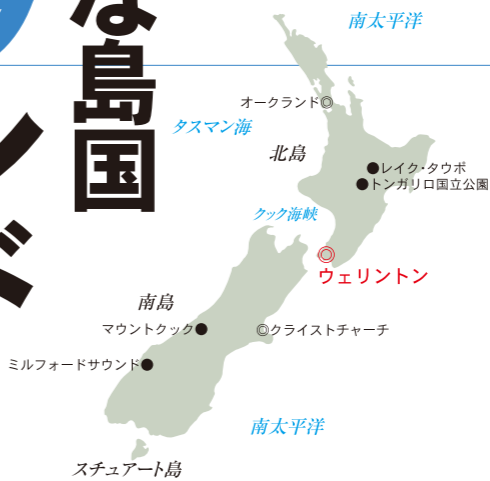 な島国
ンド
南太平洋
オークランド◎
タスマン海
北島
●レイク・タウポ
●トンガリロ国立公園
クック海峡
◎
ウェリントン
南島
マウントクック●
◎クライストチャーチ
ミルフォードサウンド●
南太平洋
スチュアート島